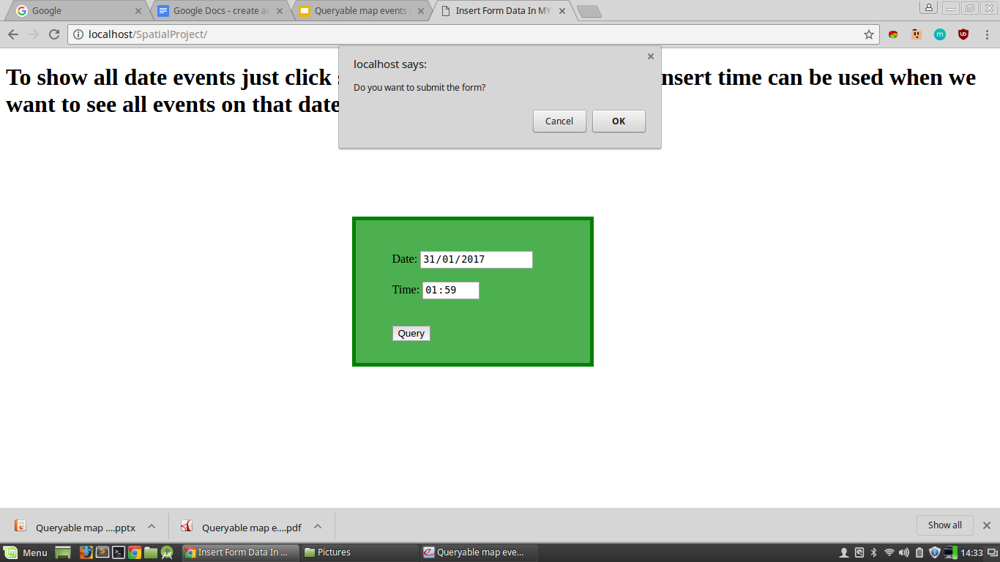 Google
Google Docs - create a
Queryable map events
Insert Form Data In MY
localhost/SpatialProject/
localhost says:
Do you want to submit the form?
Cancel
OK
To show all date events just click
nsert time can be used when we
want to see all events on that date
Date: 31/01/2017
Time: 01:59
Query
Queryable map ....pptx
Queryable map e....pdf
Show all
Menu
Insert Form Data In ...
Pictures
Queryable map eve...
14:33